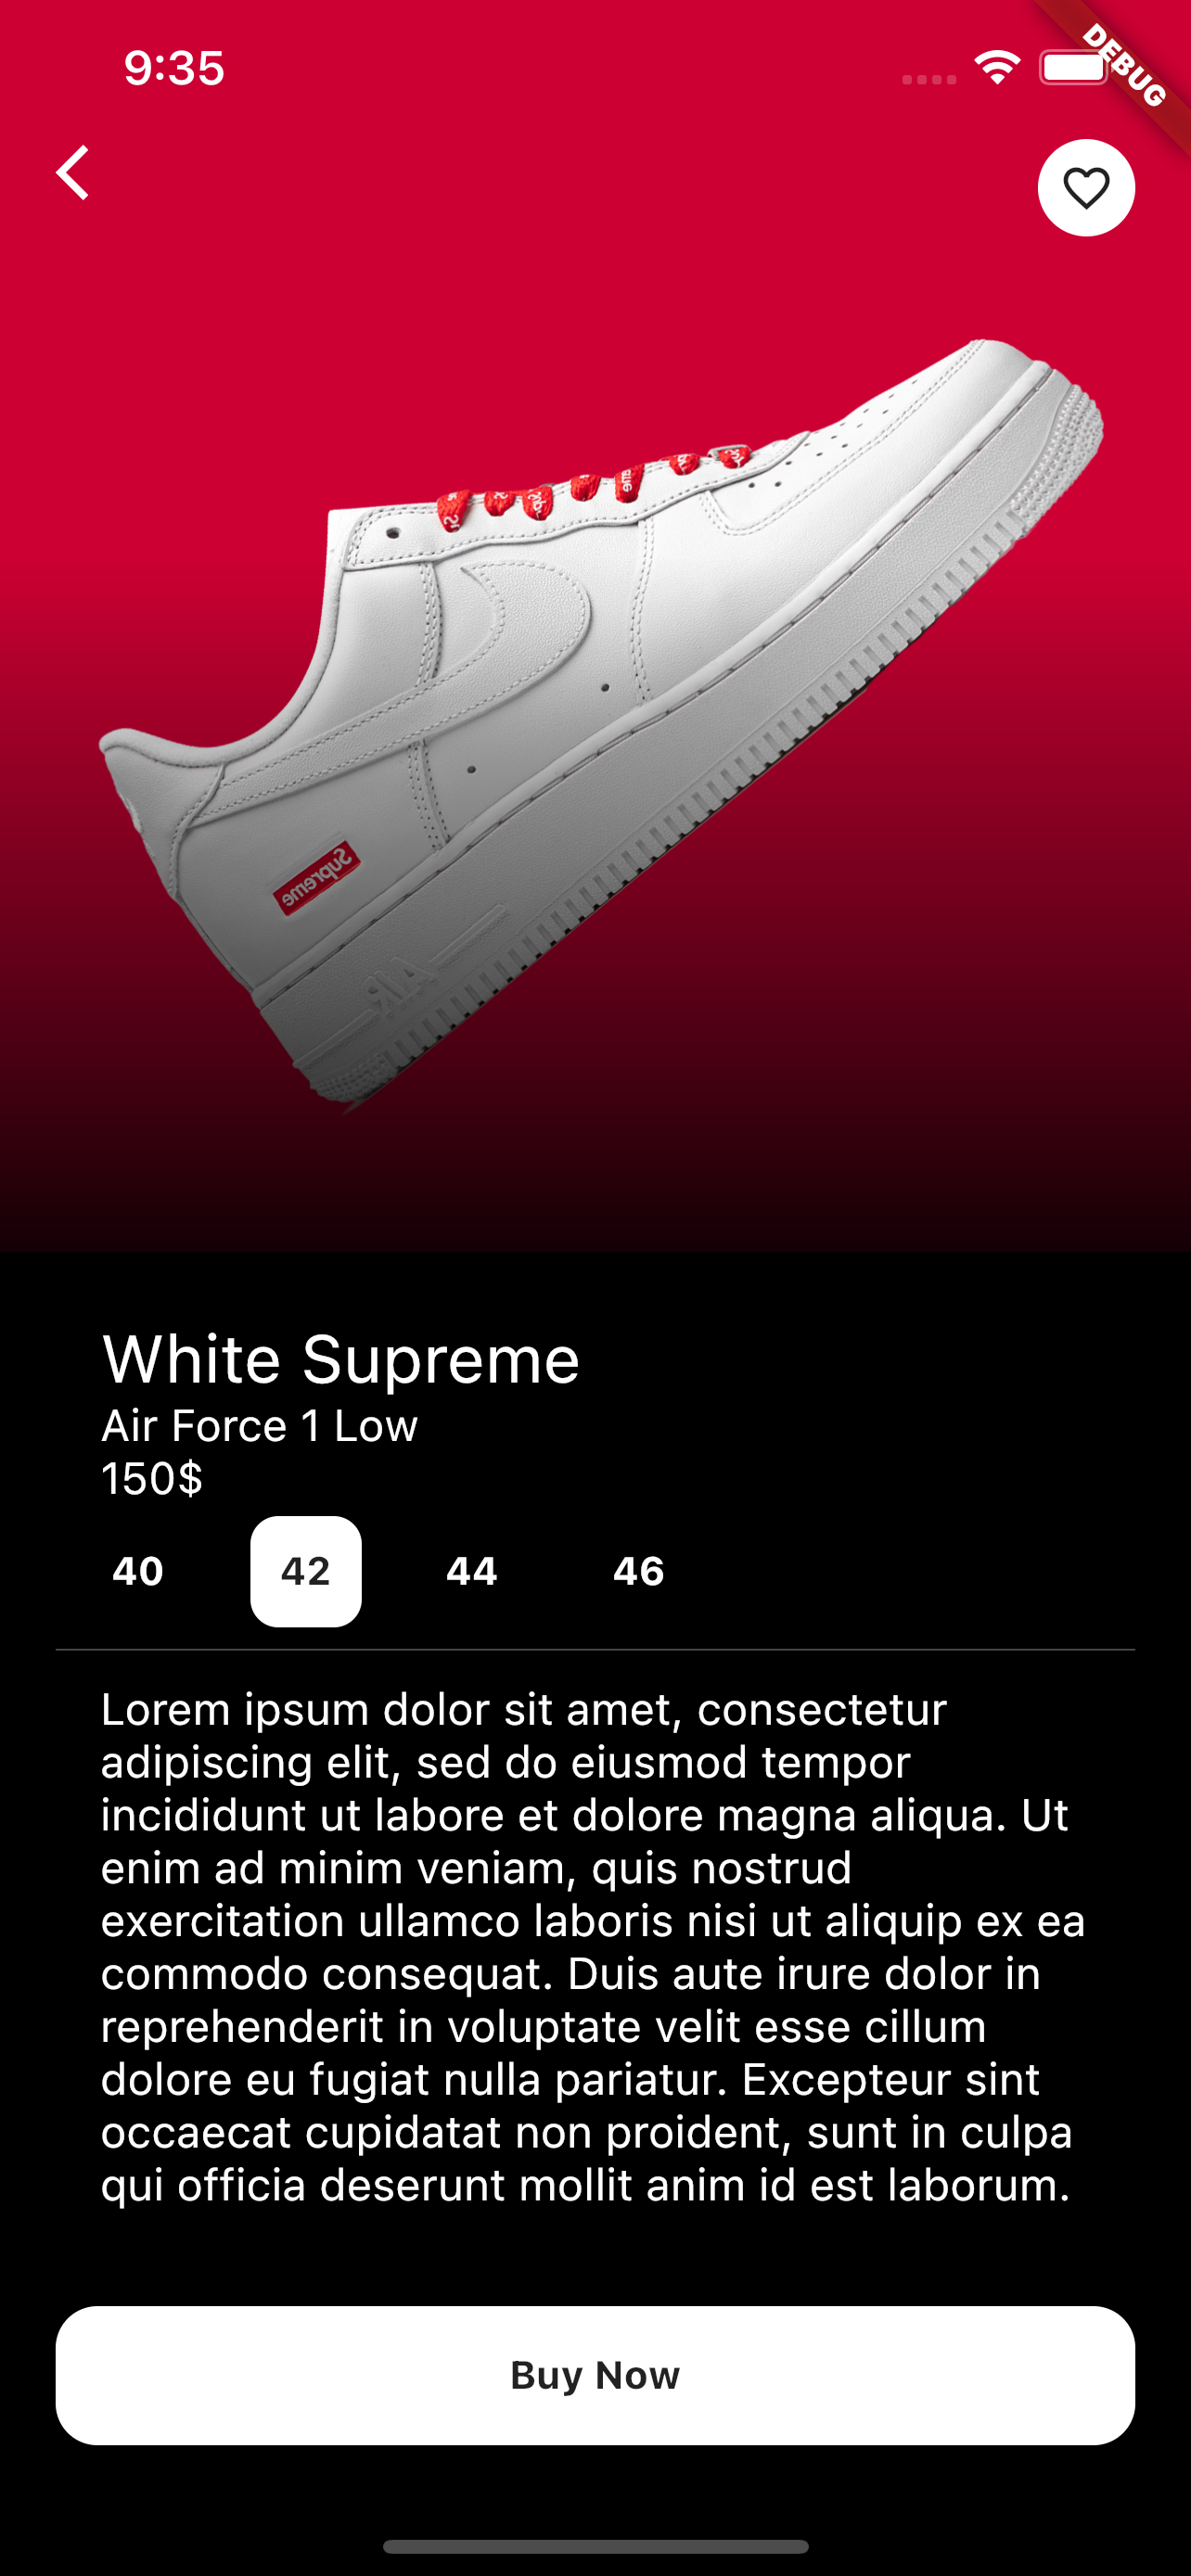 9:35
DEBUG
Supreme
AIR
White Supreme
Air Force 1 Low
150$
40 42 44 46
Lorem ipsum dolor sit amet, consectetur
adipiscing elit, sed do eiusmod tempor
incididunt ut labore et dolore magna aliqua. Ut
enim ad minim veniam, quis nostrud
exercitation ullamco laboris nisi ut aliquip ex ea
commodo consequat. Duis aute irure dolor in
reprehenderit in voluptate velit esse cillum
dolore eu fugiat nulla pariatur. Excepteur sint
occaecat cupidatat non proident, sunt in culpa
qui officia deserunt mollit anim id est laborum.
Buy Now